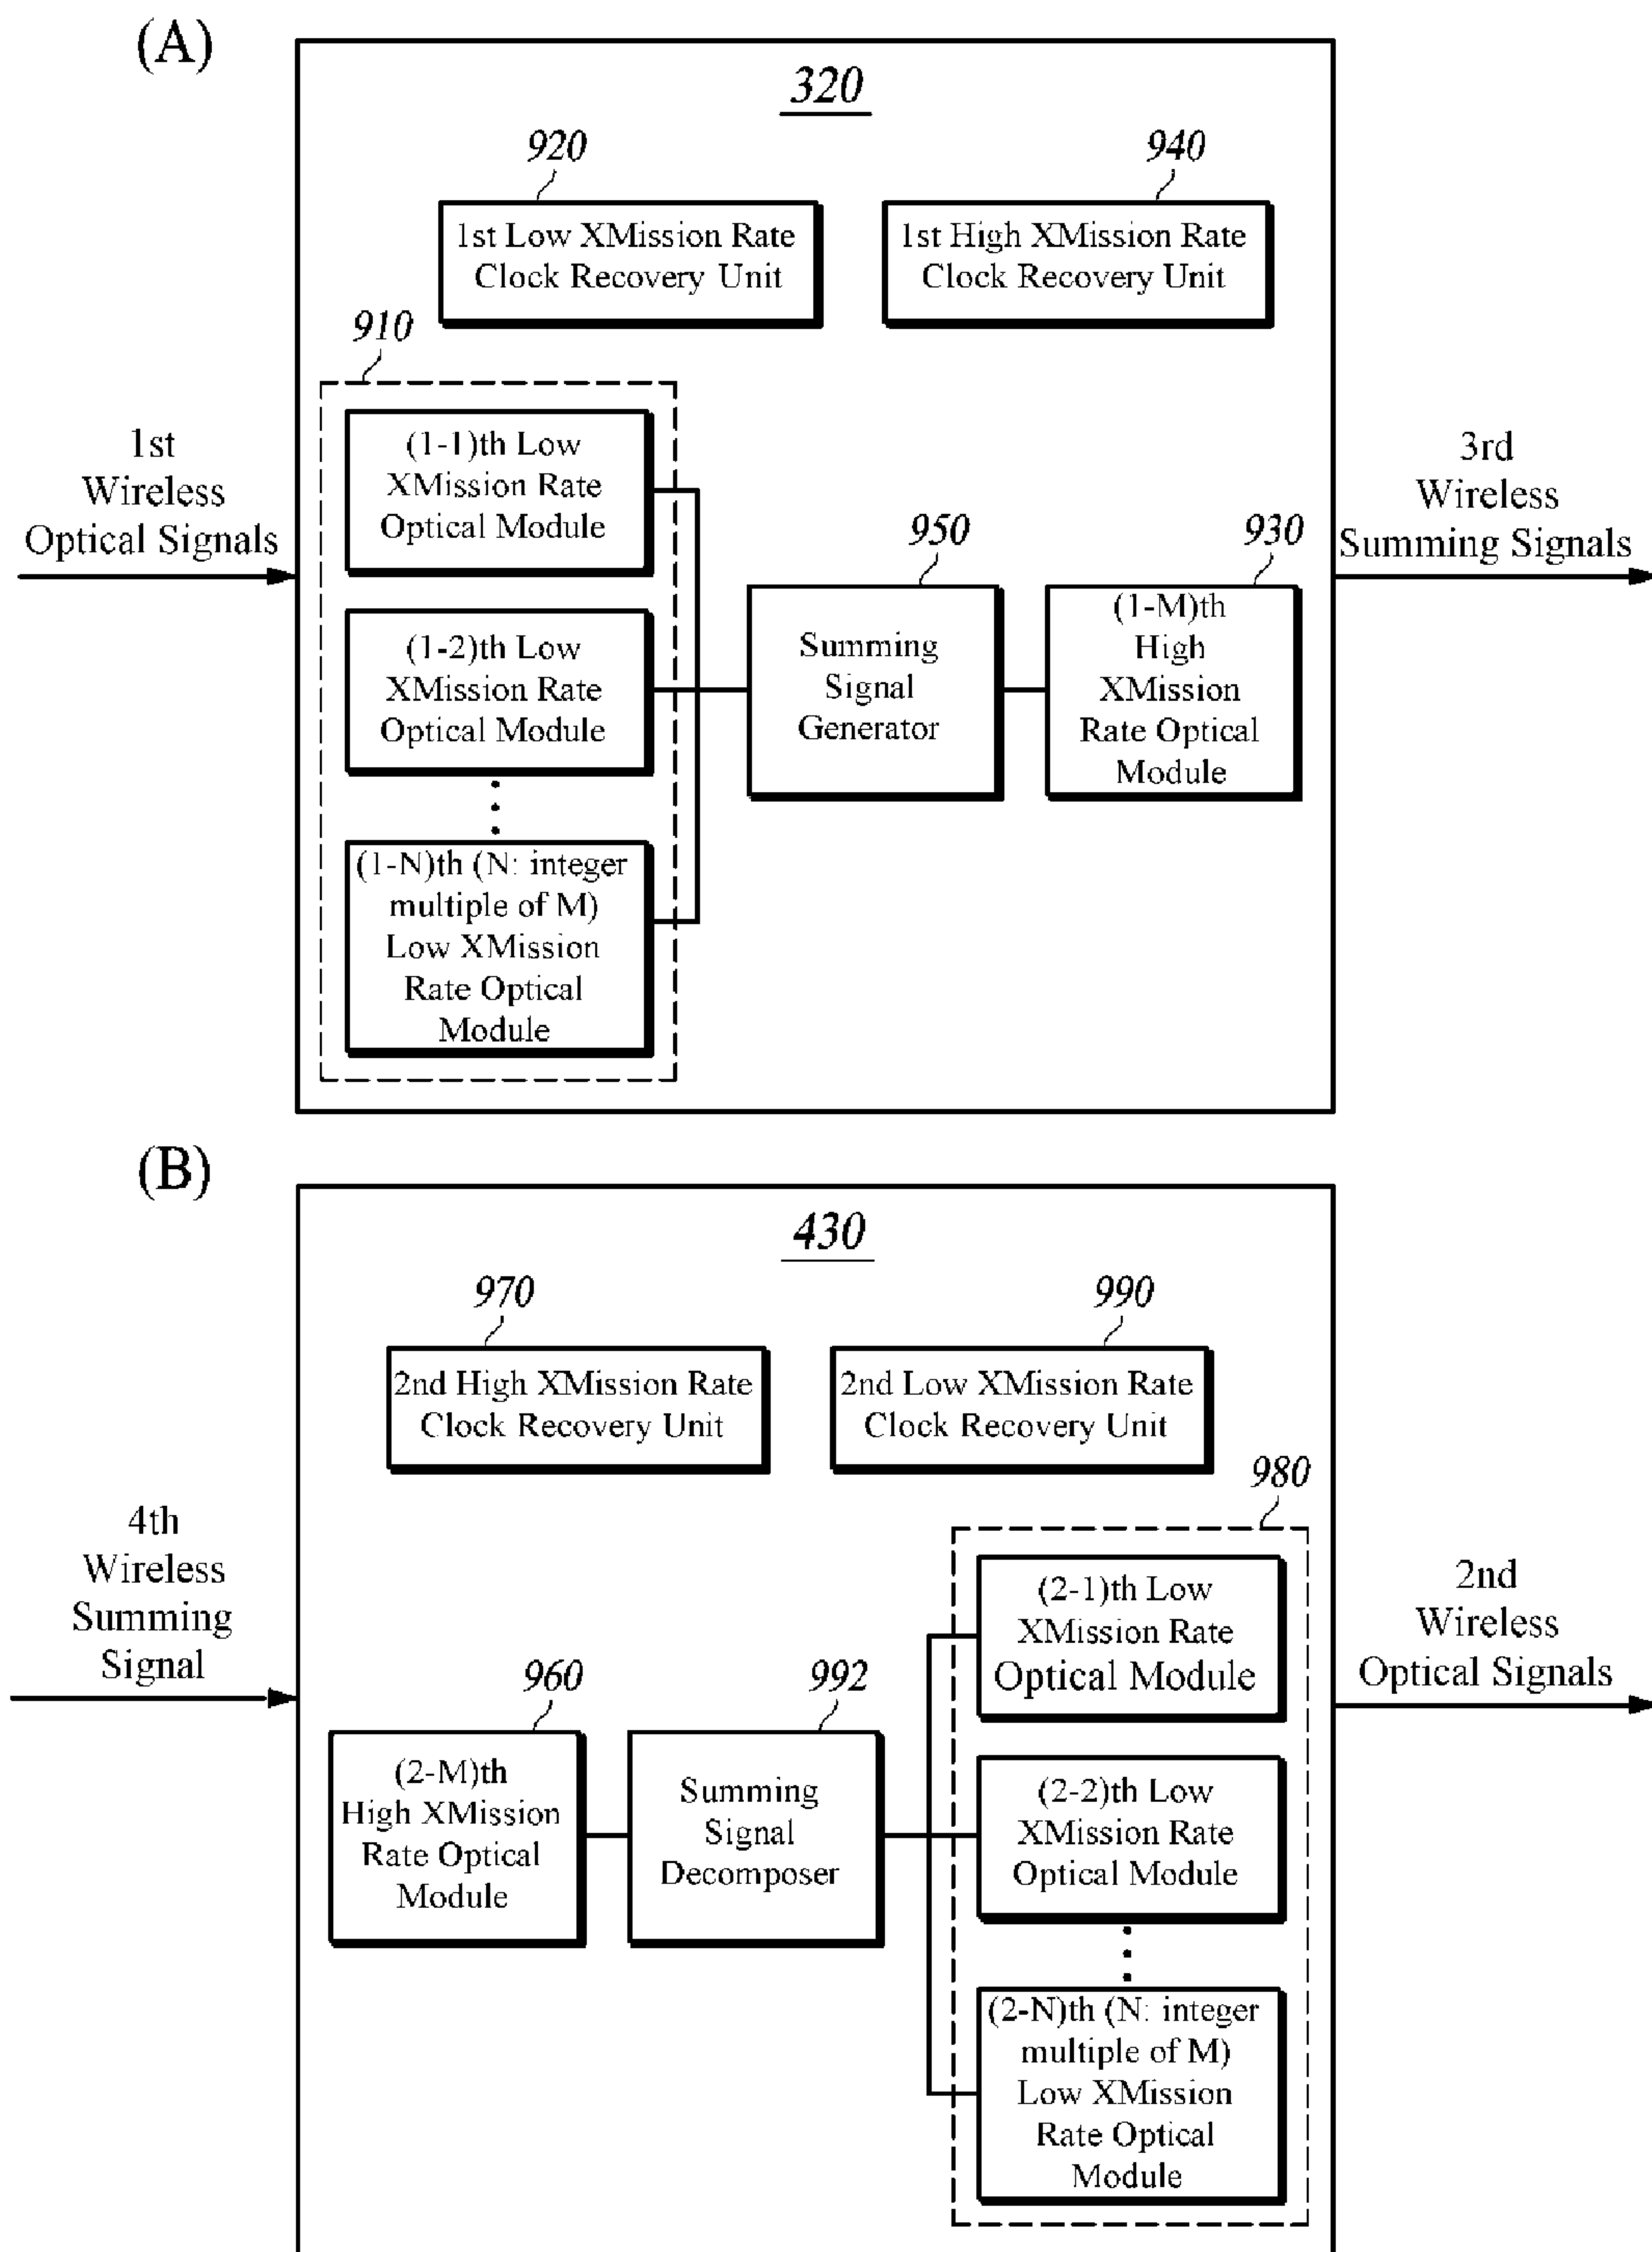 (A)
320
920
940
1st Low XMission Rate
Clock Recovery Unit
1st High XMission Rate
Clock Recovery Unit
910
1st
Wireless
Optical Signals
(1-1)th Low
XMission Rate
Optical Module
(1-2)th Low
XMission Rate
Optical Module
(1-N)th (N: integer
multiple of M)
Low XMission
Rate Optical
Module
950
Summing
Signal
Generator
930
(1-M)th
High
XMission
Rate Optical
Module
3rd
Wireless
Summing Signals
(B)
430
970
990
2nd High XMission Rate
Clock Recovery Unit
2nd Low XMission Rate
Clock Recovery Unit
4th
Wireless
Summing
Signal
960
(2-M)th
High XMission
Rate Optical
Module
992
Summing
Signal
Decomposer
980
(2-1)th Low
XMission Rate
Optical Module
(2-2)th Low
XMission Rate
Optical Module
(2-N)th (N: integer
multiple of M)
Low XMission
Rate Optical
Module
2nd
Wireless
Optical Signals